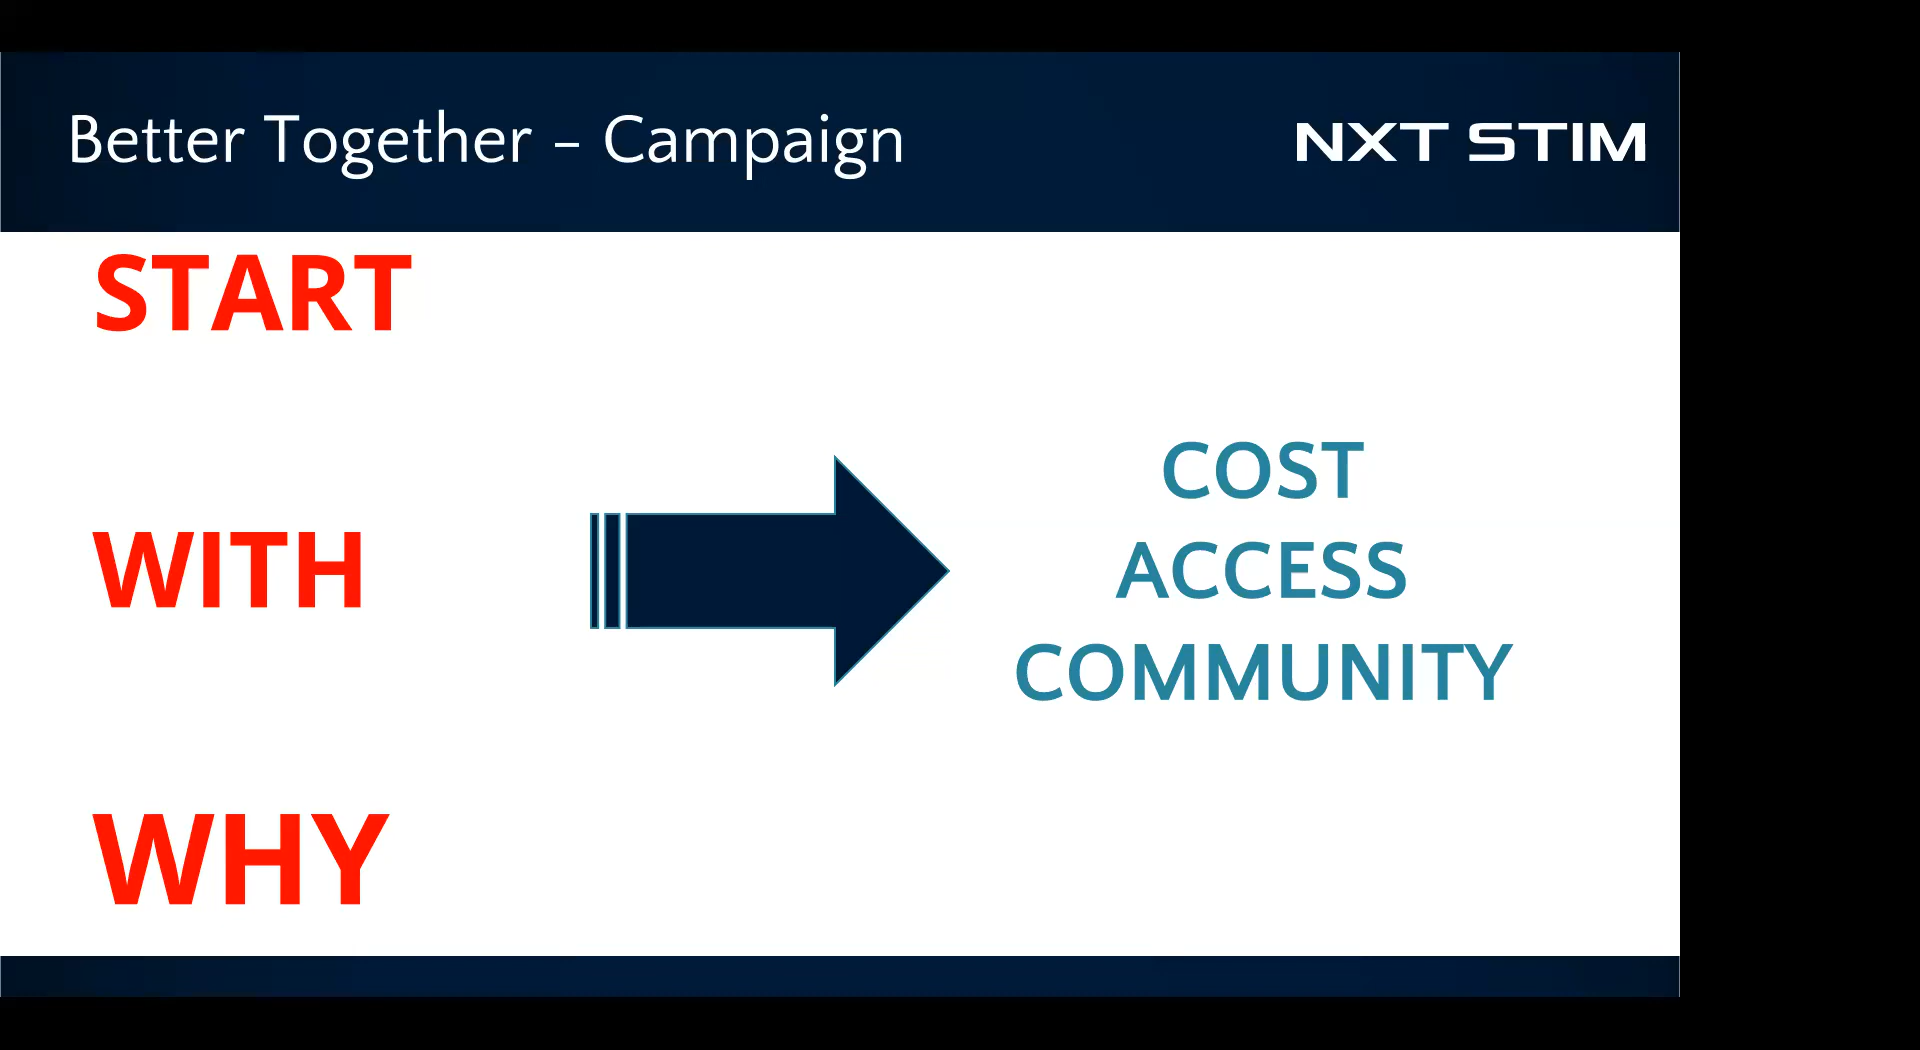 Better Together – Campaign
NXT STIM
START
WITH
WHY
COST
ACCESS
COMMUNITY